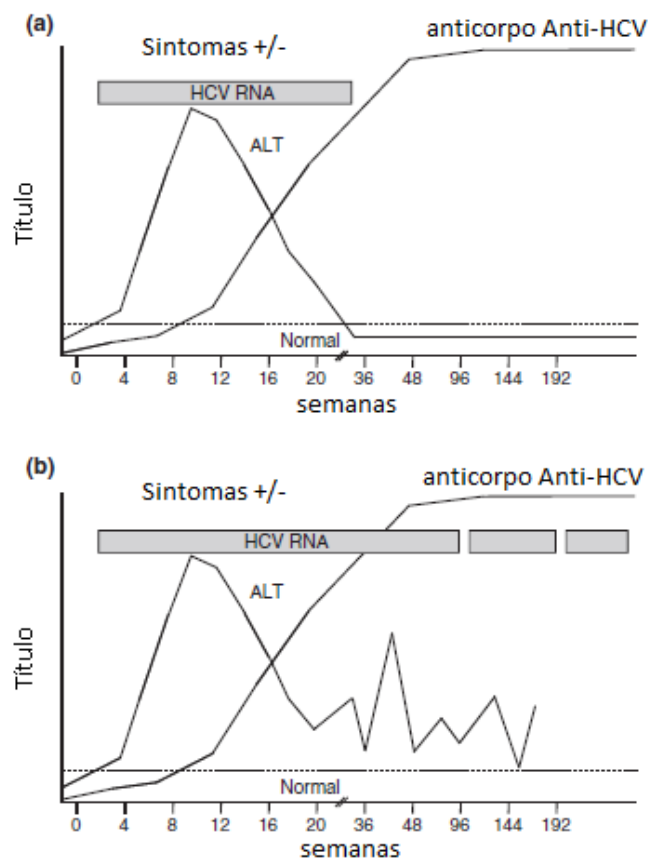 (a)
Sintomas +/-
anticorpo Anti-HCV
HCV RNA
ALT
Título
Normal
0 4 8 12 16 20 36 48 96 144 192
semanas
(b)
Sintomas +/-
anticorpo Anti-HCV
HCV RNA
ALT
Título
Normal
0 4 8 12 16 20 36 48 96 144 192
semanas